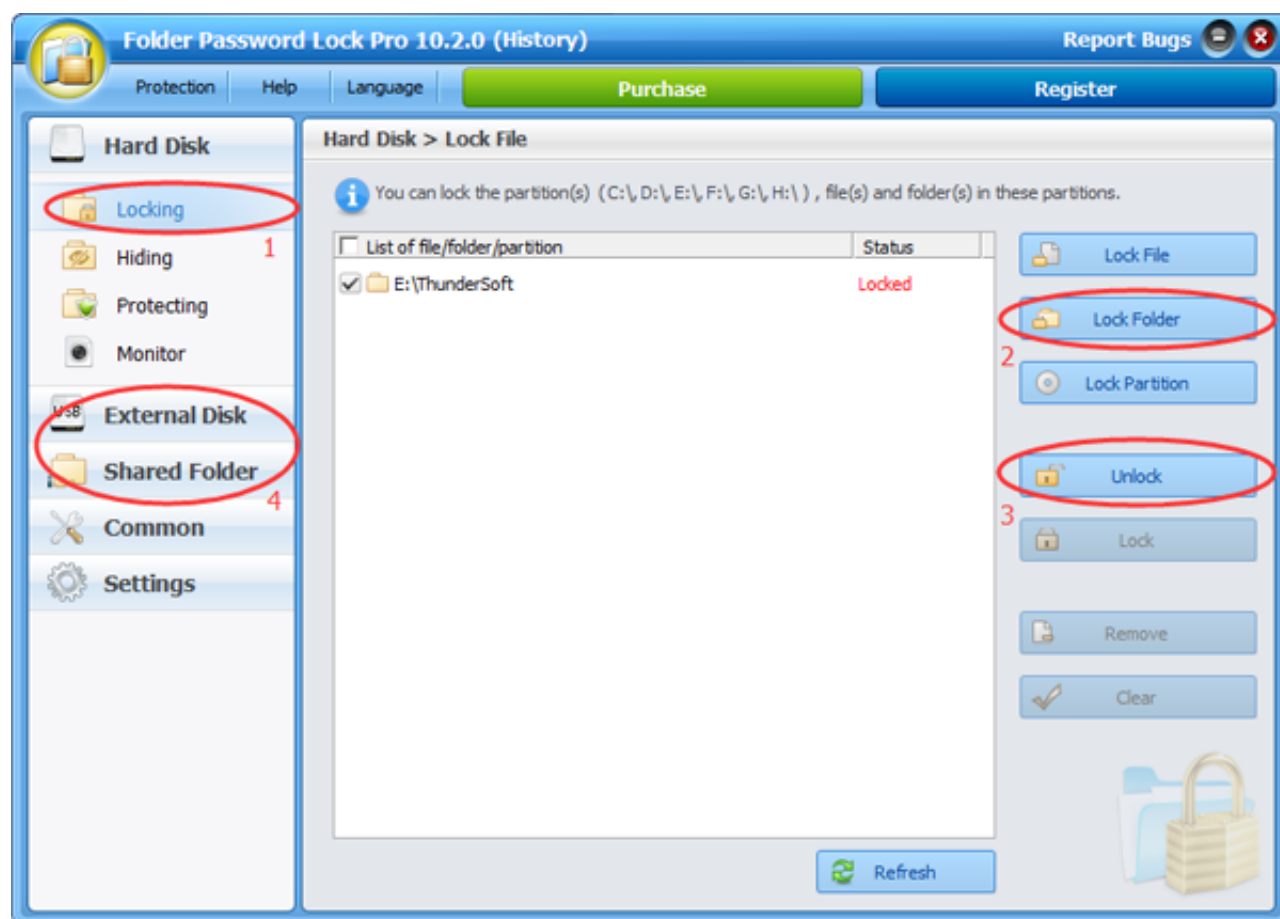 Folder Password Lock Pro 10.2.0 (History) Report Bugs
Protection Help Language Purchase Register
Hard Disk
Locking
1
Hiding
Protecting
Monitor
USB
External Disk
Shared Folder
4
Common
Settings
Hard Disk > Lock File
You can lock the partition(s) (C:\, D:\, E:\, F:\, G:\, H:\ ) , file(s) and folder(s) in these partitions.
List of file/folder/partition Status
E:\ThunderSoft Locked
Lock File
Lock Folder
2
Lock Partition
Unlock
3
Lock
Remove
Clear
Refresh